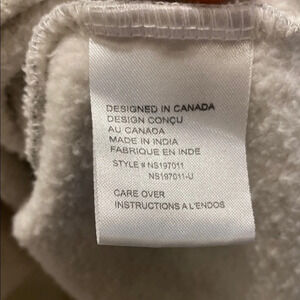 DESIGNED IN CANADA
DESIGN CONÇU
AU CANADA
MADE IN INDIA
FABRIQUE EN INDE
STYLE # NS197011
NS197011-U
CARE OVER
INSTRUCTIONS A L'ENDOS